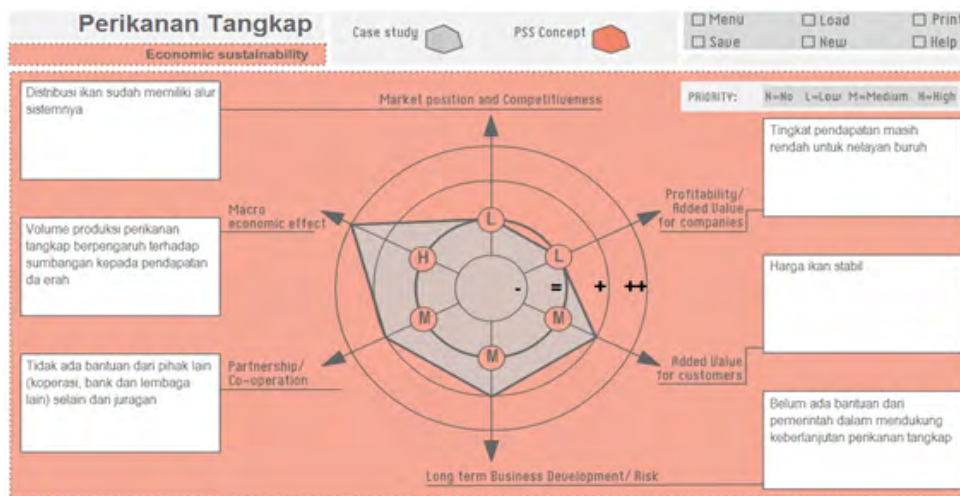 Perikanan Tangkap
Economic sustainability
Case study
PSS Concept
Menu
Load
Print
Save
New
Help
PRIORITY: N=No L=Low M=Medium H=High
Distribusi ikan sudah memiliki alur
sistemnya
Market position and Competitiveness
Tingkat pendapatan masih
rendah untuk nelayan buruh
Macro
economic effect
Profitability/
Added Value
for companies
Volume produksi perikanan
tangkap berpengaruh terhadap
sumbangan kepada pendapatan
da erah
L
L
H
M
M
M
- = + ++
Harga ikan stabil
Tidak ada bantuan dari pihak lain
(koperasi, bank dan lembaga
lain) selain dari juragan
Partnership/
Co-operation
Added Value
for customers
Belum ada bantuan dari
pemerintah dalam mendukung
keberlanjutan perikanan tangkap
Long term Business Development/ Risk